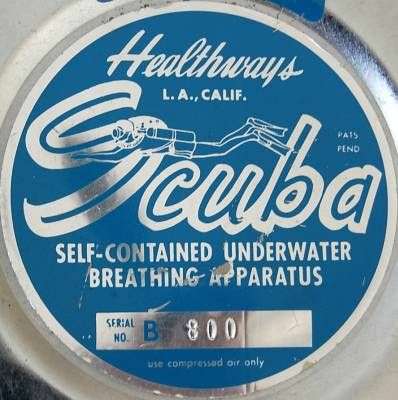 Healthways
L.A., CALIF.
Scuba
PATS
PEND
SELF-CONTAINED UNDERWATER
BREATHING APPARATUS
SERIAL
NO. B 800
use compressed air only